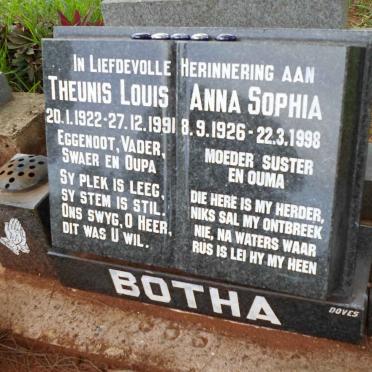 In Liefdevolle Herinnering aan
Theunis Louis
20.1.1922-27.12.1991
Eggenoot, Vader,
Swaer en Oupa
Sy plek is leeg,
Sy stem is stil.
Ons swyg, O Heer,
dit was U wil.
Anna Sophia
8.9.1926 - 22.3.1998
Moeder Suster
en Ouma
Die Here is my Herder,
niks sal my ontbreek
nie, na waters waar
rus is lei Hy my heen
BOTHA
DOVES